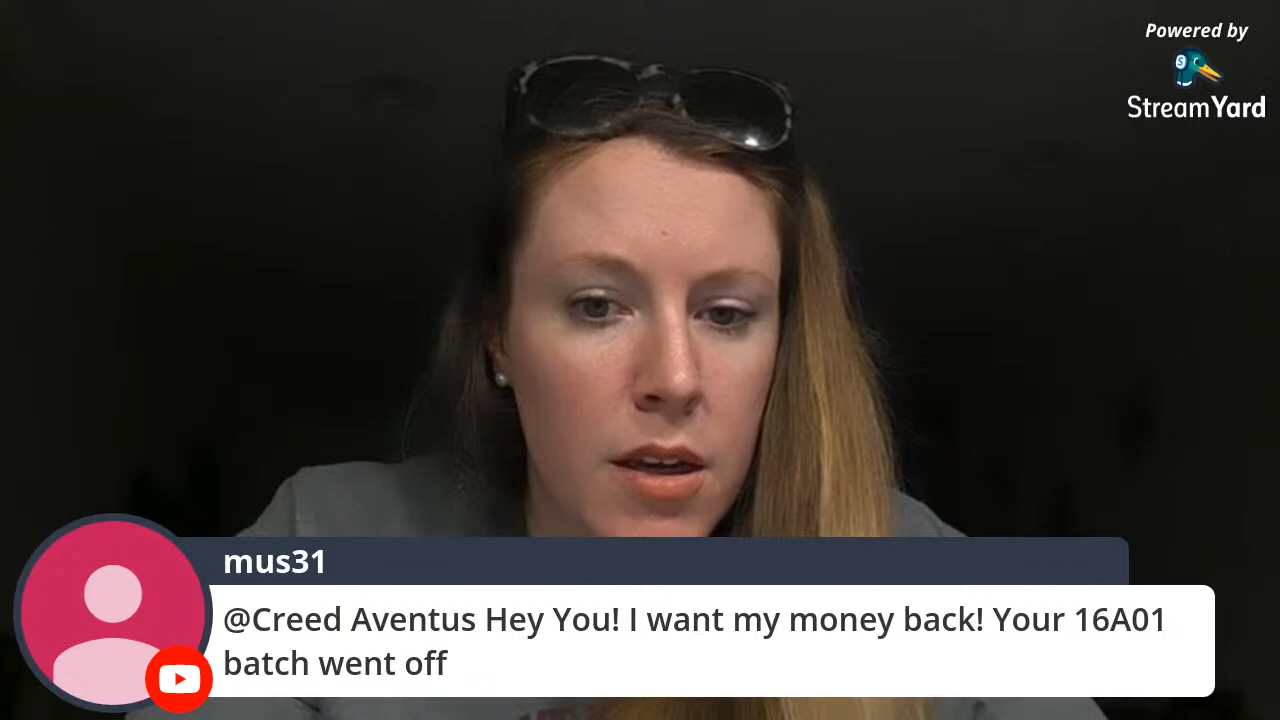 Powered by
StreamYard
mus31
@Creed Aventus Hey You! I want my money back! Your 16A01
batch went off